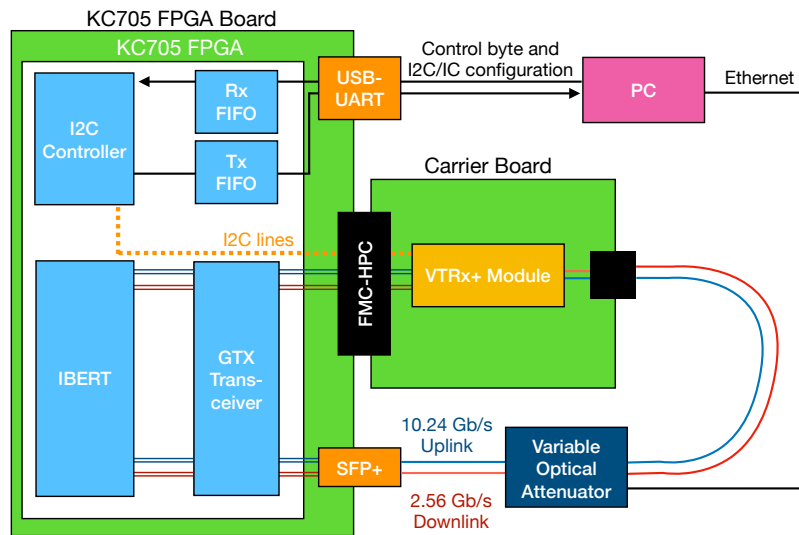 KC705 FPGA Board
KC705 FPGA
I2C
Controller
Rx
FIFO
Tx
FIFO
USB-
UART
Control byte and
I2C/IC configuration
PC
Ethernet
Carrier Board
I2C lines
FMC-HPC
VTRx+ Module
IBERT
GTX
Trans-
ceiver
SFP+
10.24 Gb/s
Uplink
2.56 Gb/s
Downlink
Variable
Optical
Attenuator